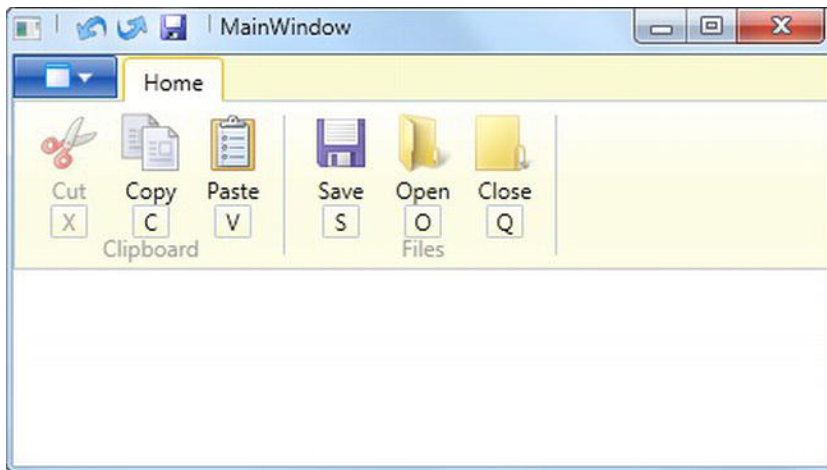 MainWindow
Home
Cut Copy Paste Save Open Close
X C V S O Q
Clipboard Files